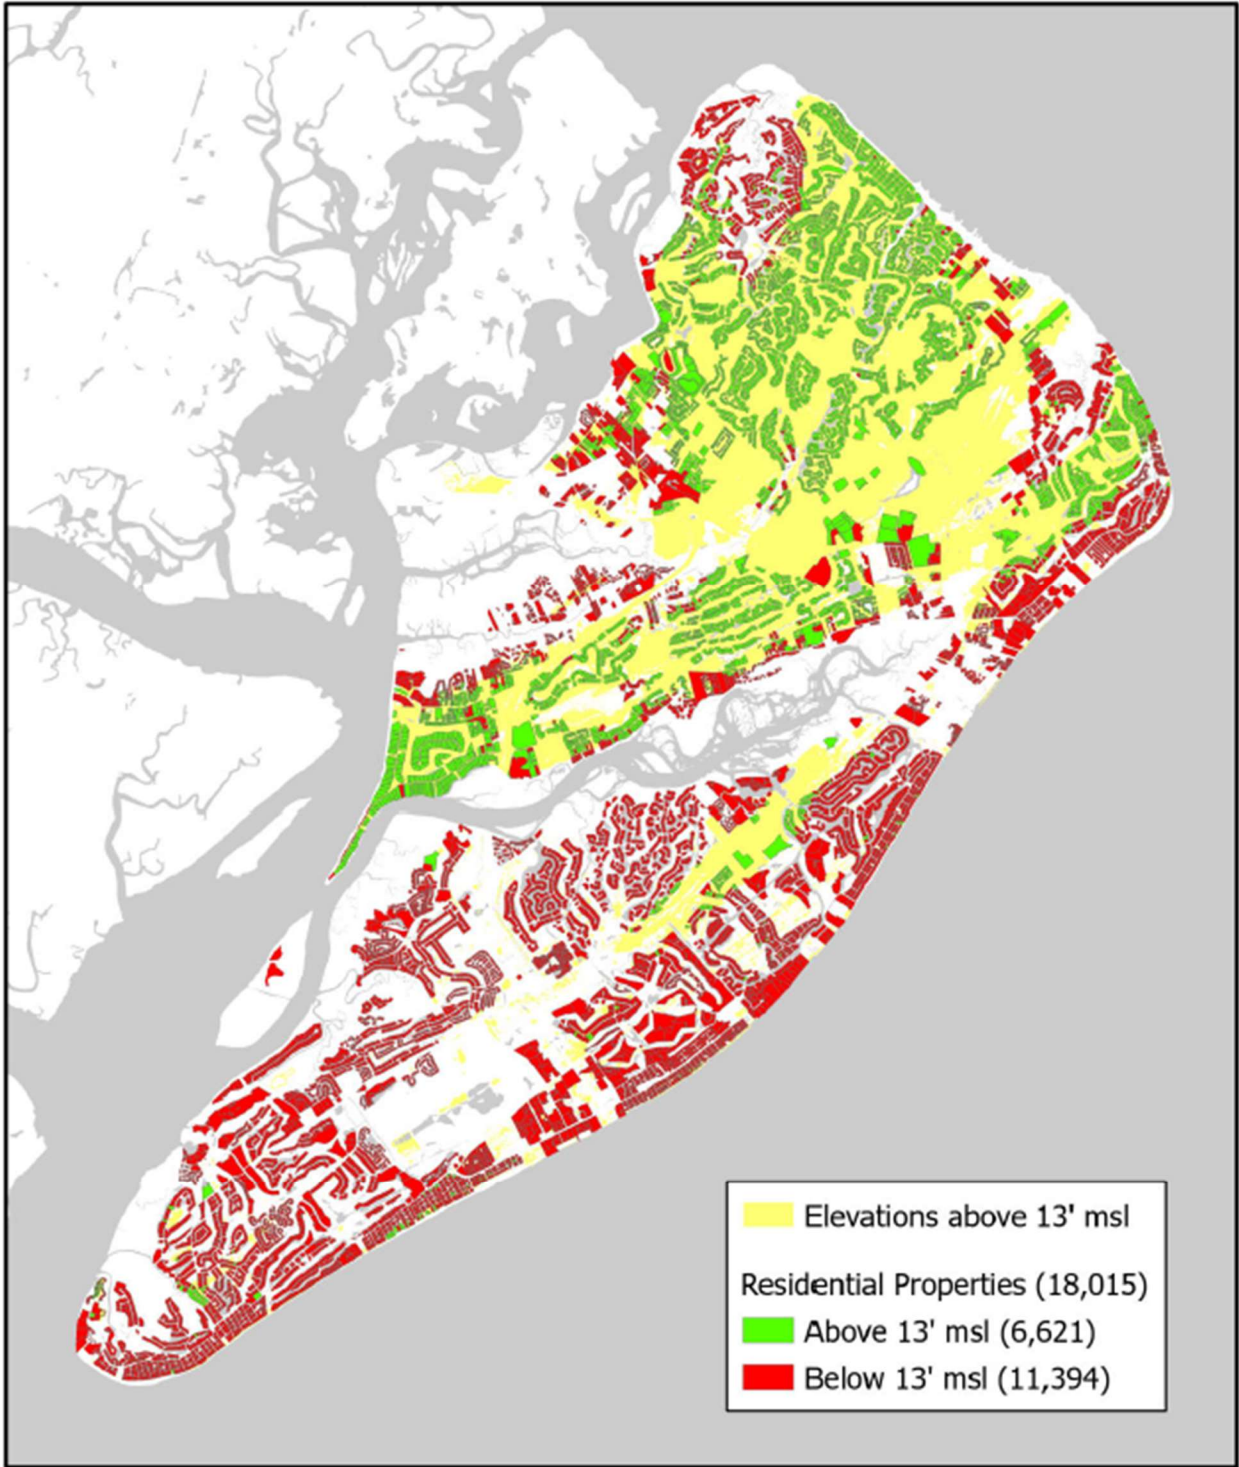 Elevations above 13' msl
Residential Properties (18,015)
Above 13' msl (6,621)
Below 13' msl (11,394)